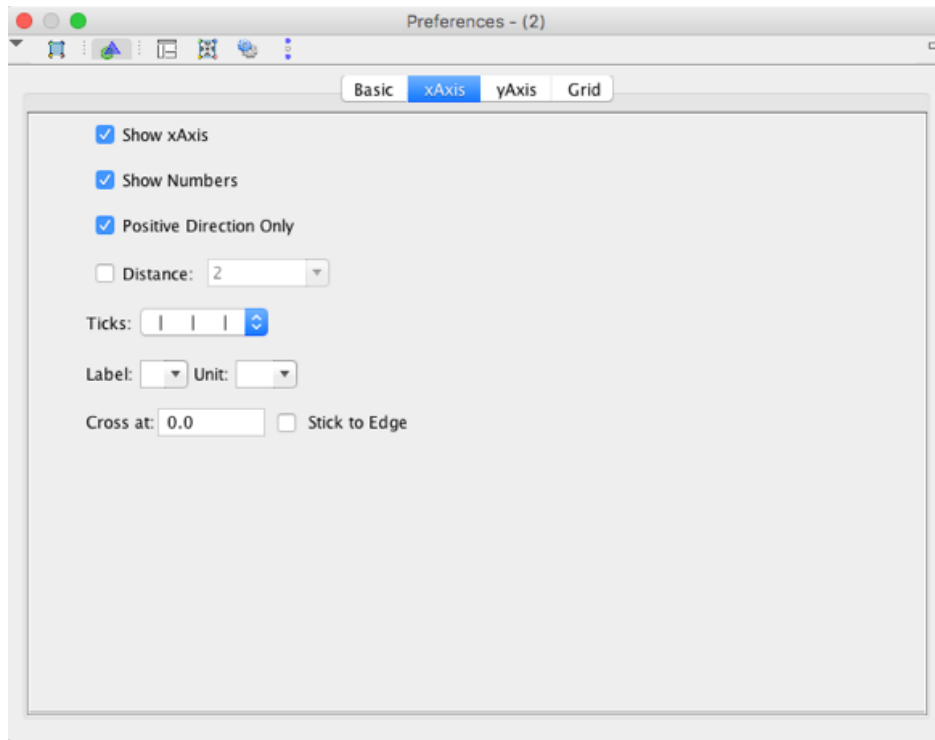 Preferences - (2)
Basic xAxis yAxis Grid
Show xAxis
Show Numbers
Positive Direction Only
Distance: 2
Ticks: | | |
Label: Unit:
Cross at: 0.0 Stick to Edge